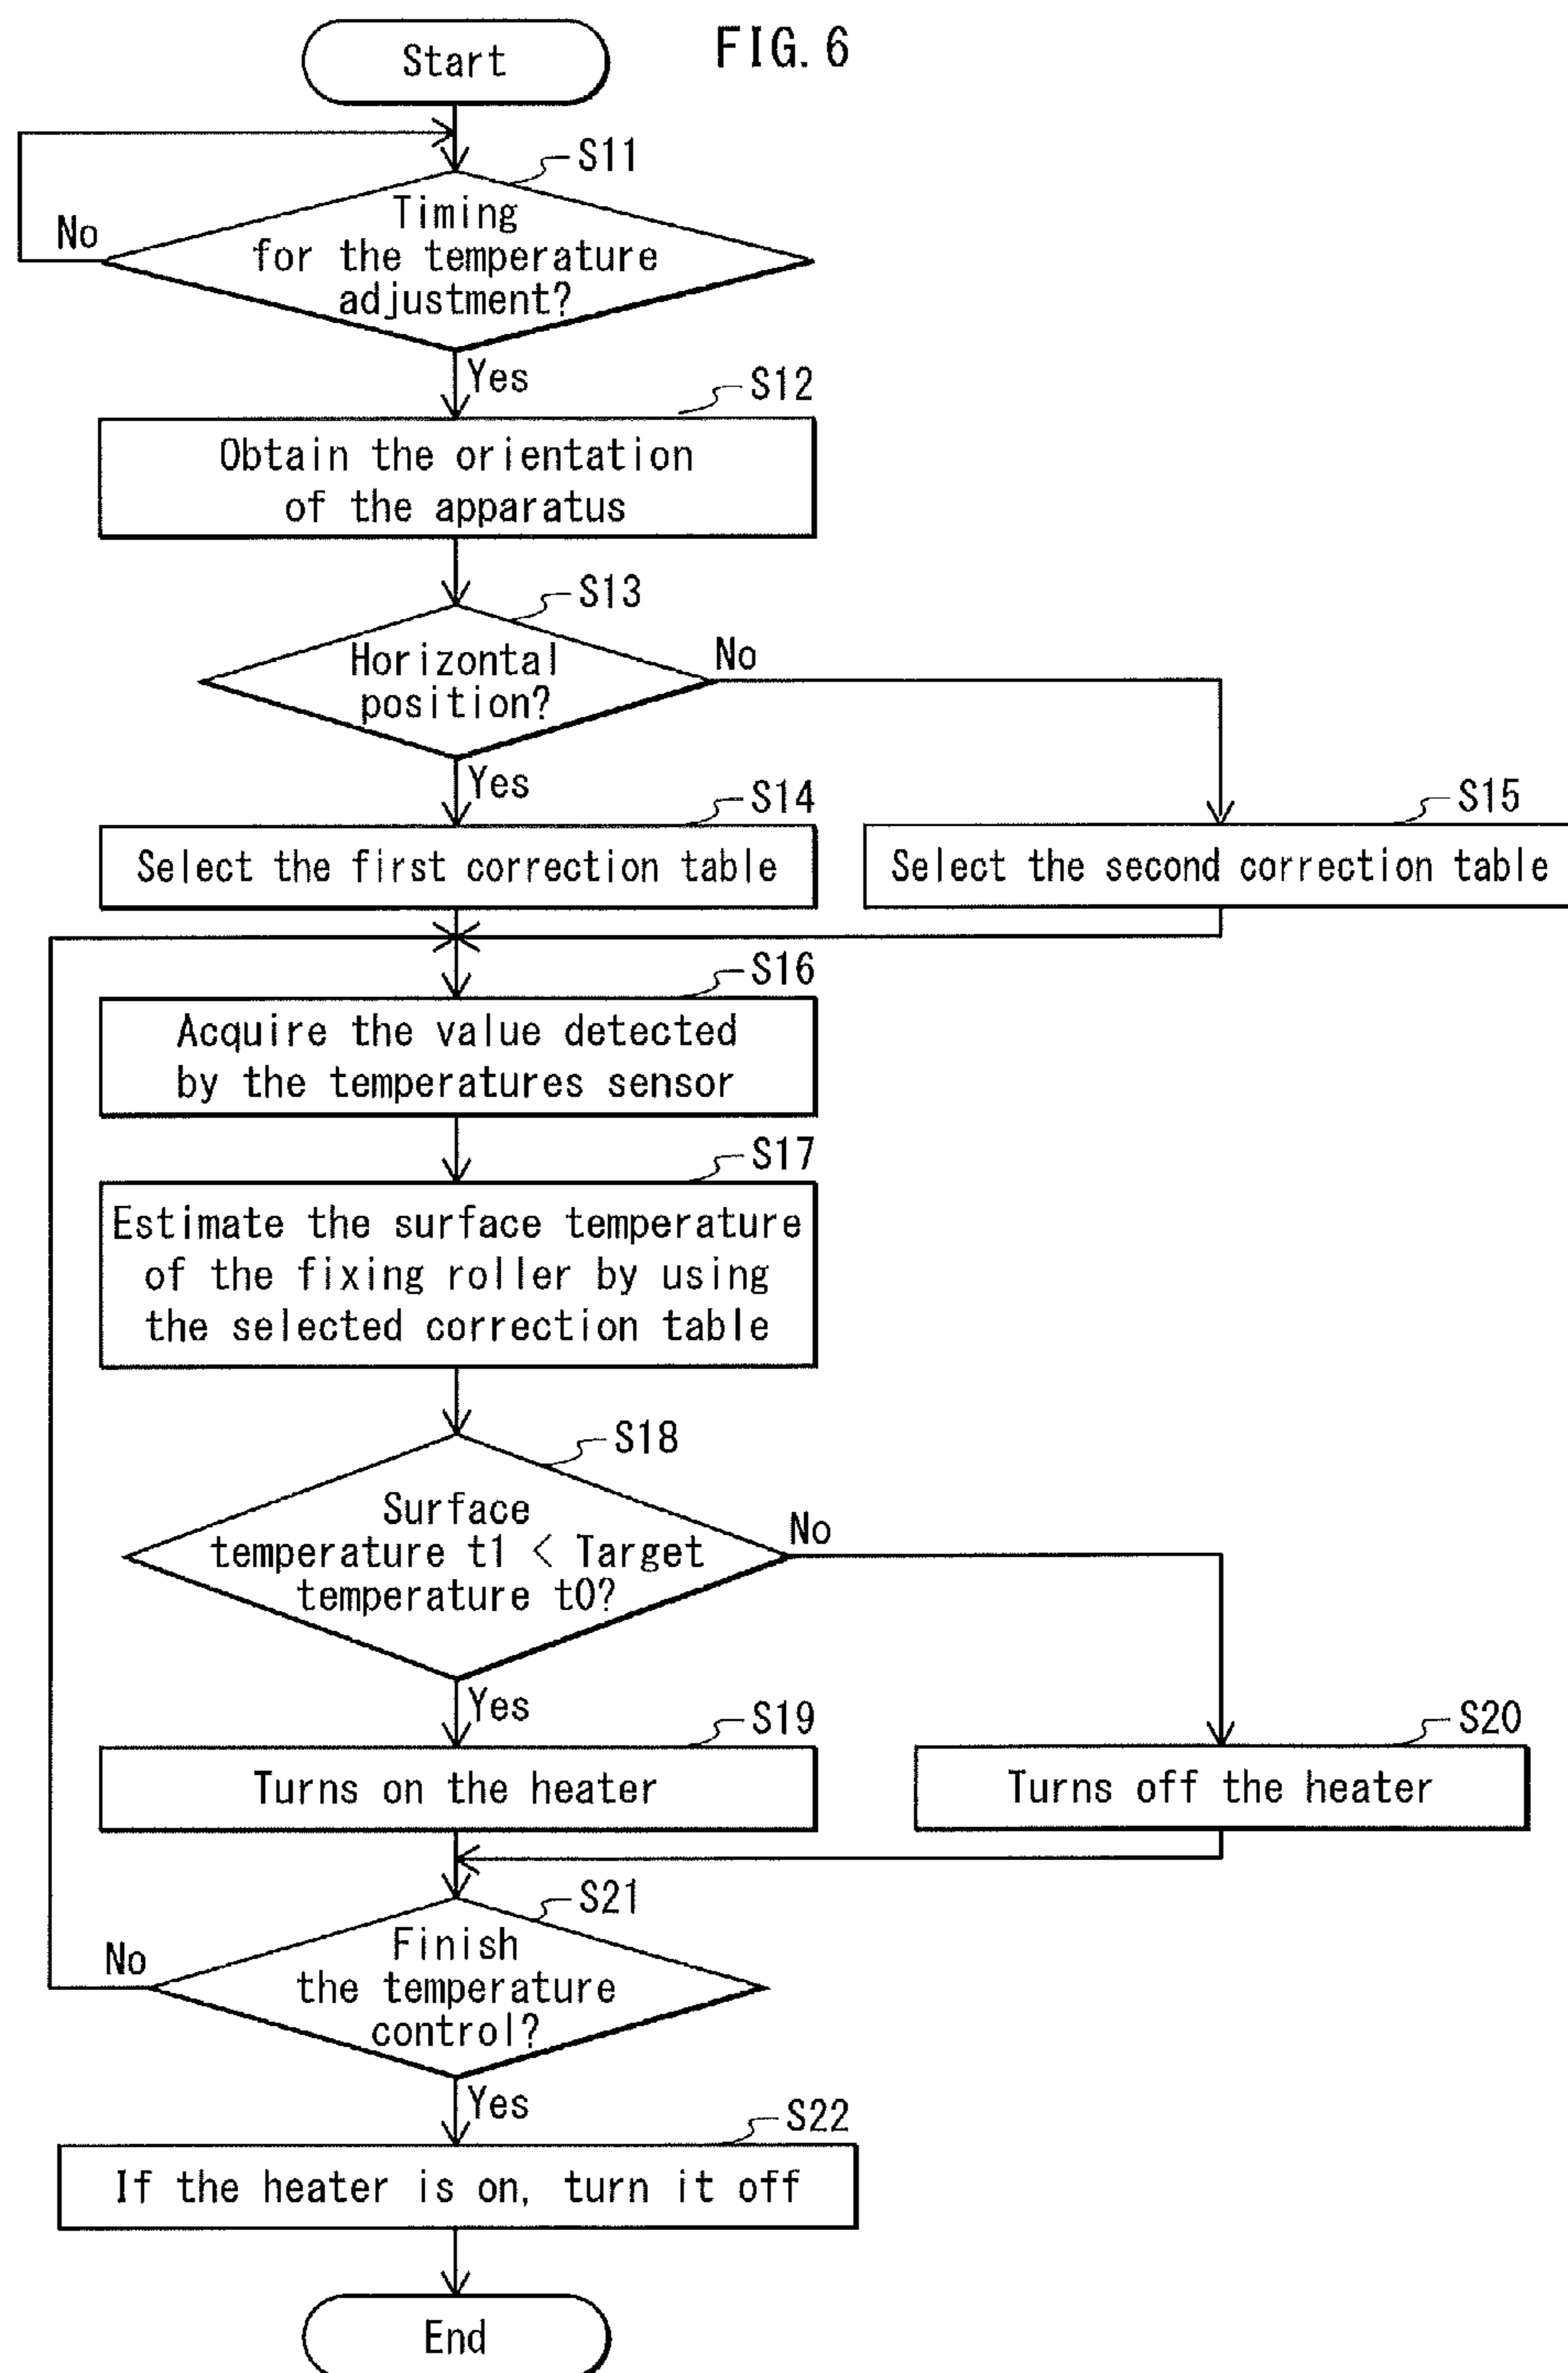 FIG. 6
Start
S11
Timing
for the temperature
adjustment?
No
Yes
S12
Obtain the orientation
of the apparatus
S13
Horizontal
position?
No
Yes
S14
Select the first correction table
S15
Select the second correction table
S16
Acquire the value detected
by the temperatures sensor
S17
Estimate the surface temperature
of the fixing roller by using
the selected correction table
S18
Surface
temperature t1 < Target
temperature t0?
No
Yes
S19
Turns on the heater
S20
Turns off the heater
S21
Finish
the temperature
control?
No
Yes
S22
If the heater is on, turn it off
End